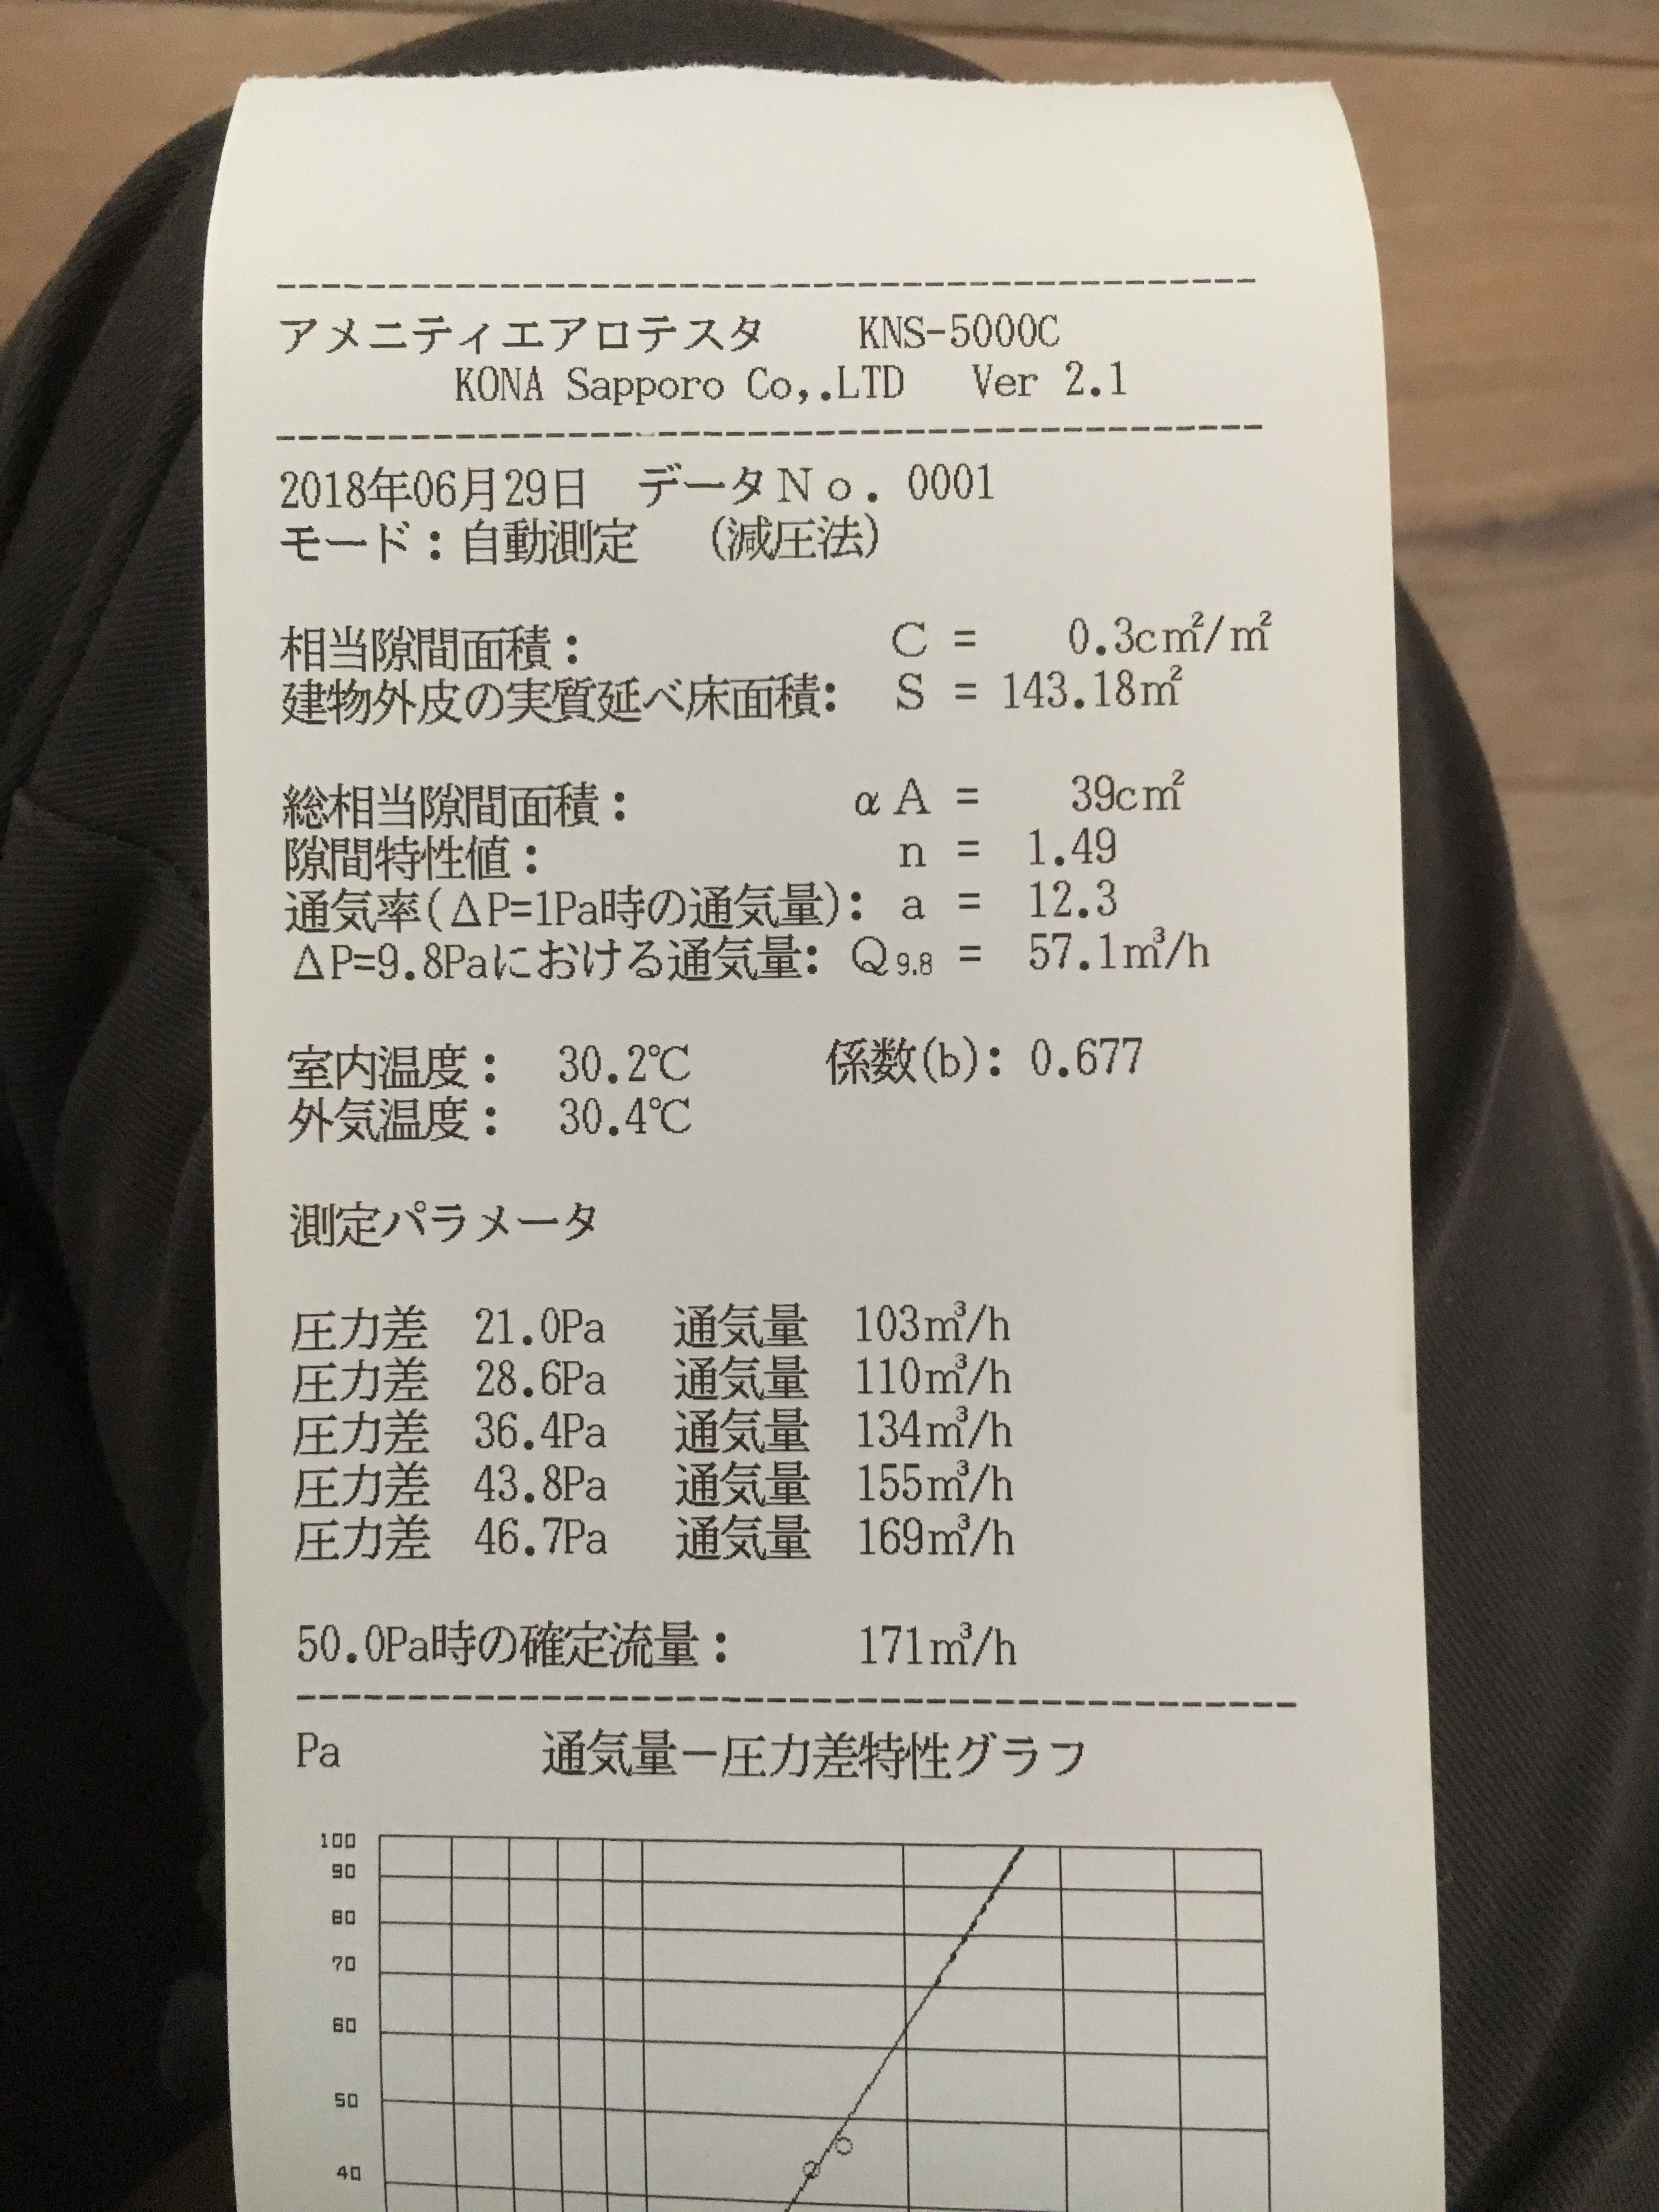 アメニティエアロテスタ KNS-5000C
KONA Sapporo Co,.LTD Ver 2.1
2018年06月29日 データNo. 0001
モード：自動測定 (減圧法)
相当隙間面積： C = 0.3c㎡/㎡
建物外皮の実質延べ床面積： S = 143.18㎡
総相当隙間面積： αA = 39c㎡
隙間特性値： n = 1.49
通気率(ΔP=1Pa時の通気量)： a = 12.3
ΔP=9.8Paにおける通気量： Q9.8 = 57.1m³/h
室内温度： 30.2℃ 係数(b)：0.677
外気温度： 30.4℃
測定パラメータ
圧力差 21.0Pa 通気量 103m³/h
圧力差 28.6Pa 通気量 110m³/h
圧力差 36.4Pa 通気量 134m³/h
圧力差 43.8Pa 通気量 155m³/h
圧力差 46.7Pa 通気量 169m³/h
50.0Pa時の確定流量： 171m³/h
Pa 通気量－圧力差特性グラフ
100
90
80
70
60
50
40